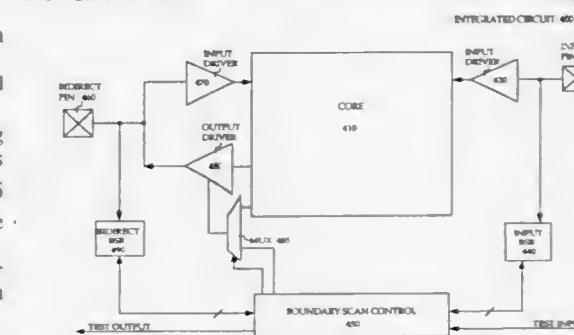 INTEGRATED CIRCUIT 400
INPUT
DRIVER
470
INPUT
DRIVER
430
BIDIRECT
PIN 460
CORE
410
OUTPUT
DRIVER
480
MUX 485
BIDIRECT
BSR
490
INPUT
BSR
440
BOUNDARY SCAN CONTROL
450
TEST OUTPUT
TEST INPUT